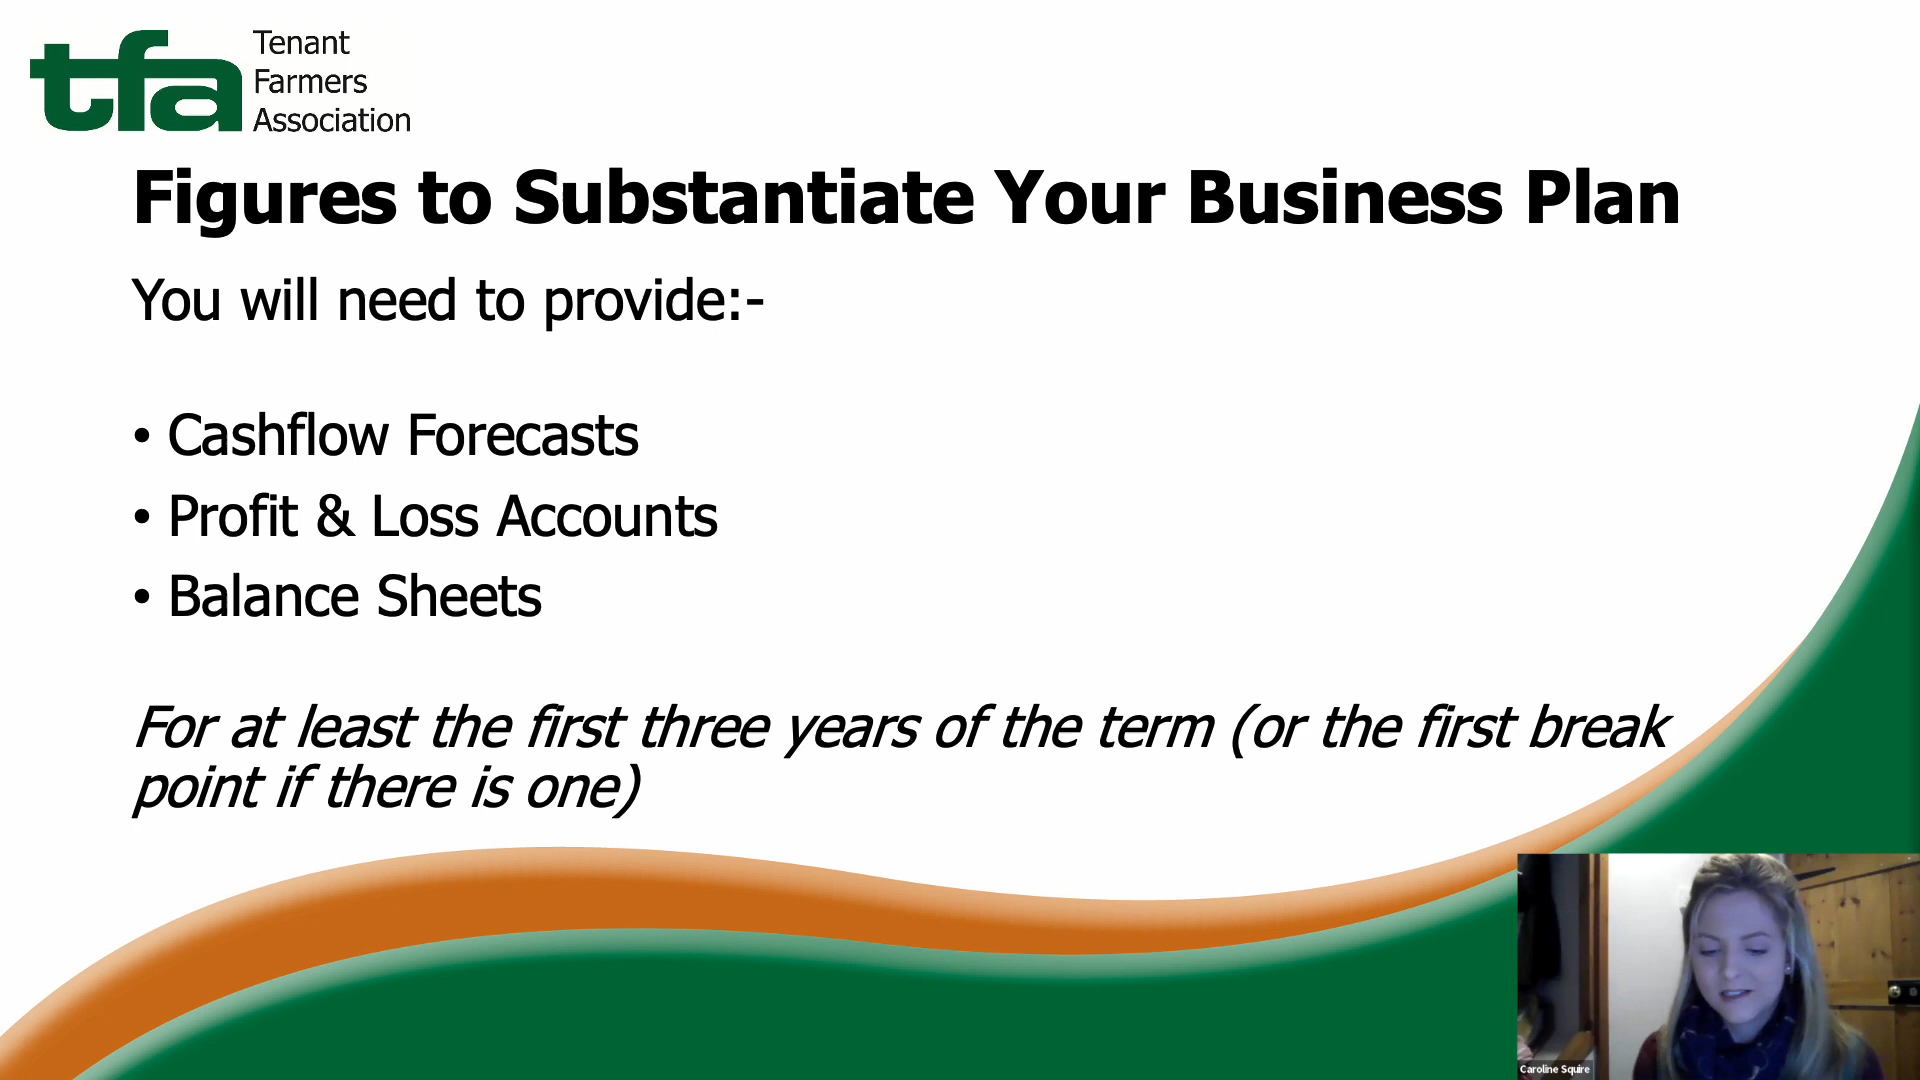 tfa
Tenant
Farmers
Association
Figures to Substantiate Your Business Plan
You will need to provide:-
• Cashflow Forecasts
• Profit & Loss Accounts
• Balance Sheets
For at least the first three years of the term (or the first break
point if there is one)
Caroline Squire